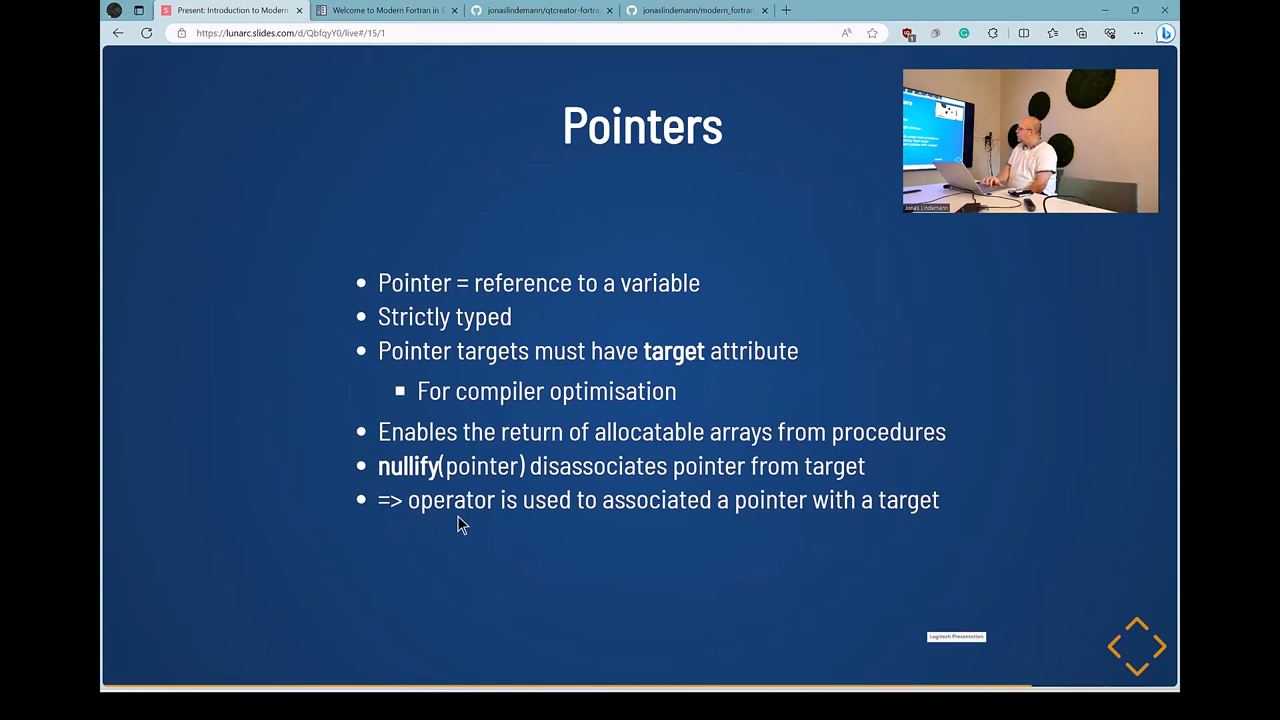 Present: Introduction to Modern
Welcome to Modern Fortran in S
jonaslindemann/qtcreator-fortra
jonaslindemann/modern_fortran
https://lunarc.slides.com/d/QbfqyY0/live#/15/1
Pointers
Jonas Lindemann
Pointer = reference to a variable
Strictly typed
Pointer targets must have target attribute
For compiler optimisation
Enables the return of allocatable arrays from procedures
nullify(pointer) disassociates pointer from target
=> operator is used to associated a pointer with a target
Logitech Presentation